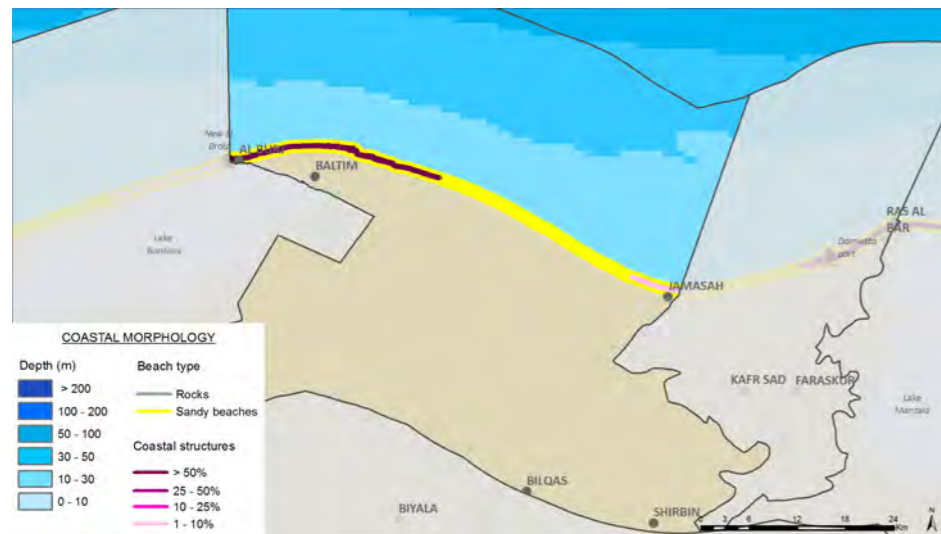 New El
AL BURJ
BALTIM
Lake
RAS AL
BAR
Damietta
port
JAMASAH
KAFR SAD FARASKUR
Lake
Manzala
BILQAS
BIYALA
SHIRBIN
COASTAL MORPHOLOGY
Depth (m)
> 200
100 - 200
50 - 100
30 - 50
10 - 30
0 - 10
Beach type
Rocks
Sandy beaches
Coastal structures
> 50%
25 - 50%
10 - 25%
1 - 10%
0 3 6 12 18 24
Km
N